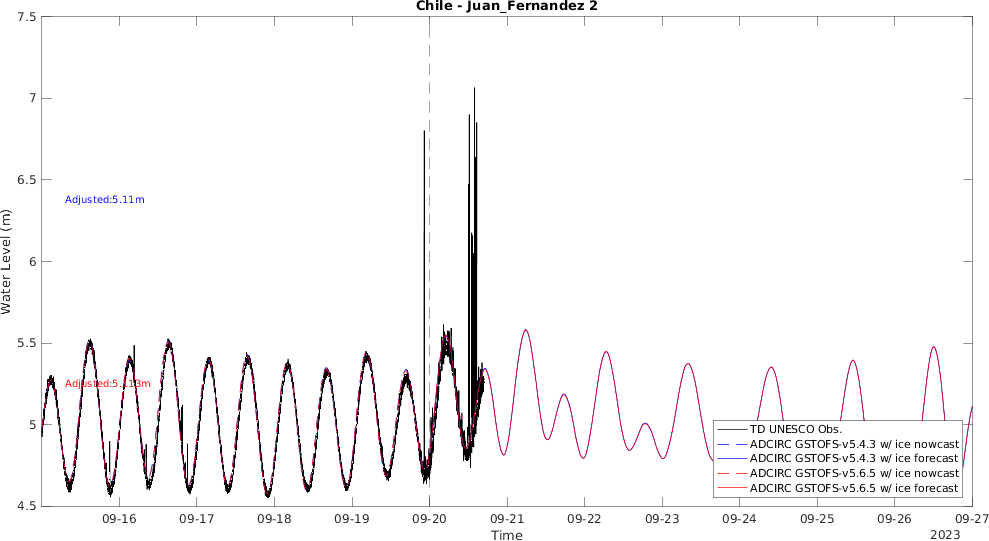 Chile - Juan_Fernandez 2
7.5
7
6.5
6
5.5
5
4.5
Water Level (m)
Adjusted:5.11m
Adjusted:5.113m
TD UNESCO Obs.
ADCIRC GSTOFS-v5.4.3 w/ ice nowcast
ADCIRC GSTOFS-v5.4.3 w/ ice forecast
ADCIRC GSTOFS-v5.6.5 w/ ice nowcast
ADCIRC GSTOFS-v5.6.5 w/ ice forecast
09-16 09-17 09-18 09-19 09-20 09-21 09-22 09-23 09-24 09-25 09-26 09-27
Time
2023